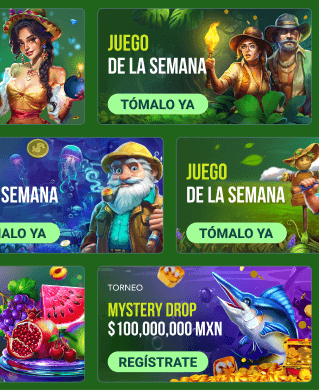 JUEGO
DE LA SEMANA
TÓMALO YA
SEMANA
ALO YA
JUEGO
DE LA SEMANA
TÓMALO YA
TORNEO
MYSTERY DROP
$100,000,000 MXN
REGÍSTRATE